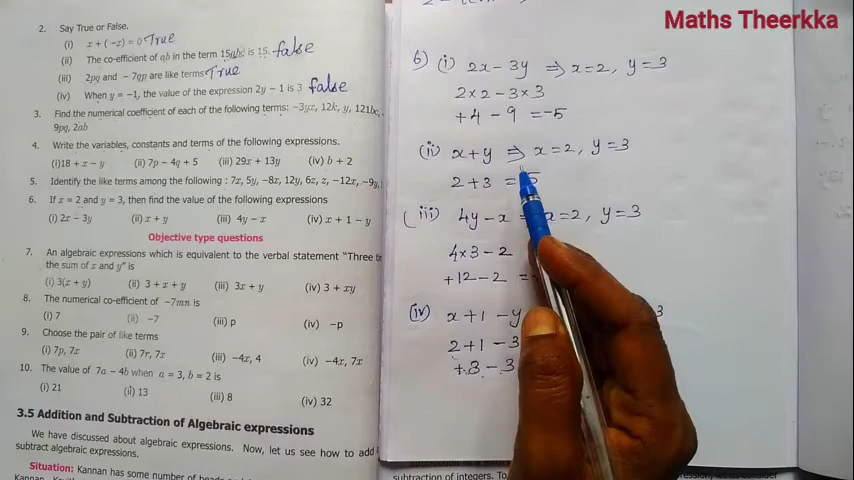 Maths Theerkka
2. Say True or False.
(i) x + (−x) = 0 True
(ii) The co-efficient of ab in the term 15abc is 15. false
(iii) 2pq and − 7qp are like terms True
(iv) When y = −1, the value of the expression 2y − 1 is 3 false
3. Find the numerical coefficient of each of the following terms: −3yx, 12k, y, 121bc,
9pq, 2ab
4. Write the variables, constants and terms of the following expressions.
(i)18 + x − y (ii) 7p − 4q + 5 (iii) 29x + 13y (iv) b + 2
5. Identify the like terms among the following : 7x, 5y, −8x, 12y, 6z, z, −12x, −9y,
6. If x = 2 and y = 3, then find the value of the following expressions
(i) 2x − 3y (ii) x + y (iii) 4y − x (iv) x + 1 − y
Objective type questions
7. An algebraic expressions which is equivalent to the verbal statement “Three
the sum of x and y” is
(i) 3(x + y) (ii) 3 + x + y (iii) 3x + y (iv) 3 + xy
8. The numerical co-efficient of −7mn is
(i) 7 (ii) −7 (iii) p (iv) −p
9. Choose the pair of like terms
(i) 7p, 7x (ii) 7r, 7x (iii) −4x, 4 (iv) −4x, 7x
10. The value of 7a − 4b when a = 3, b = 2 is
(i) 21 (ii) 13 (iii) 8 (iv) 32
3.5 Addition and Subtraction of Algebraic expressions
We have discussed about algebraic expressions. Now, let us see how to add
subtract algebraic expressions.
Situation: Kannan has some number of
6) (i) 2x − 3y ⇒ x = 2, y = 3
2 × 2 − 3 × 3
+4 − 9 = −5
(ii) x + y ⇒ x = 2, y = 3
2 + 3 = 5
(iii) 4y − x = x = 2, y = 3
4×3 − 2
+12 − 2 =
(iv) x + 1 − y 3
2 + 1 − 3
+3 − 3
subtraction of integers.